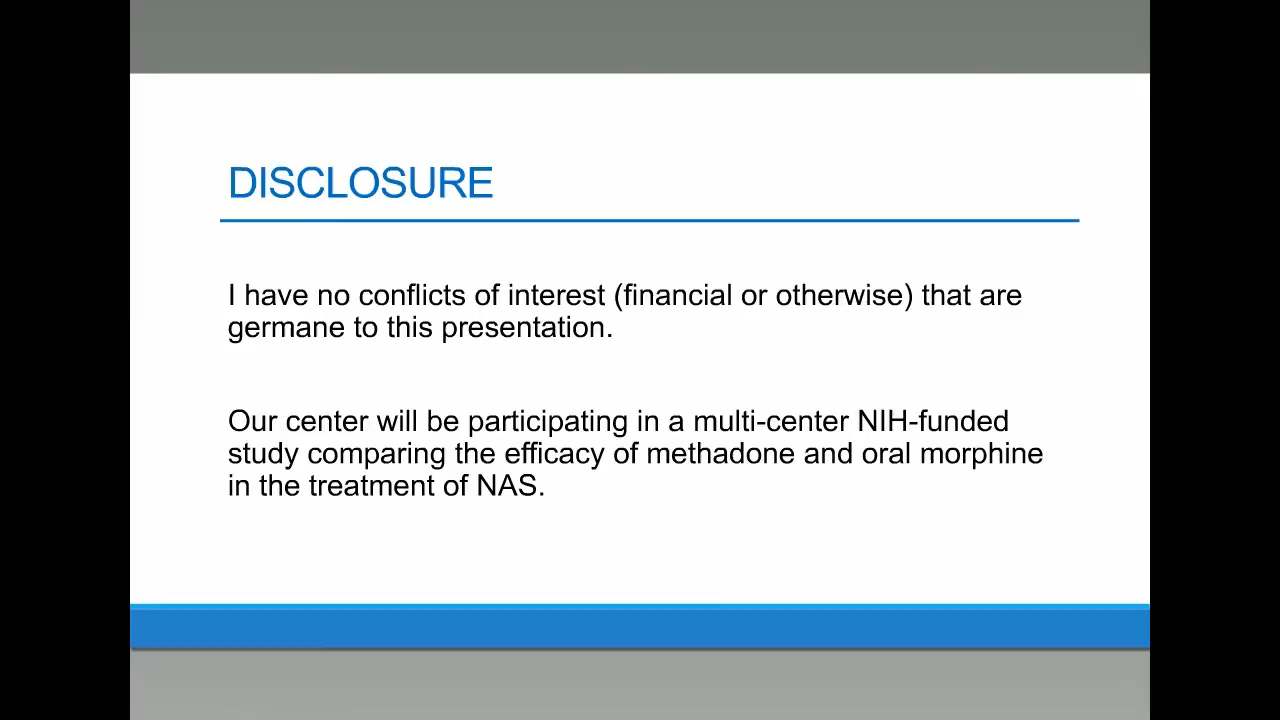 DISCLOSURE
I have no conflicts of interest (financial or otherwise) that are
germane to this presentation.
Our center will be participating in a multi-center NIH-funded
study comparing the efficacy of methadone and oral morphine
in the treatment of NAS.